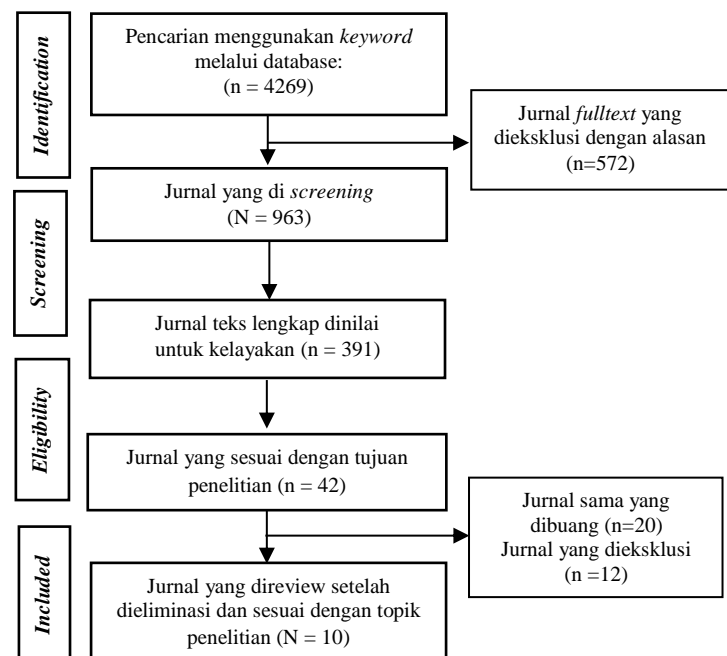 Identification
Pencarian menggunakan keyword
melalui database:
(n = 4269)
Jurnal fulltext yang
dieksklusi dengan alasan
(n=572)
Screening
Jurnal yang di screening
(N = 963)
Jurnal teks lengkap dinilai
untuk kelayakan (n = 391)
Eligibility
Jurnal yang sesuai dengan tujuan
penelitian (n = 42)
Jurnal sama yang
dibuang (n=20)
Jurnal yang dieksklusi
(n =12)
Included
Jurnal yang direview setelah
dieliminasi dan sesuai dengan topik
penelitian (N = 10)